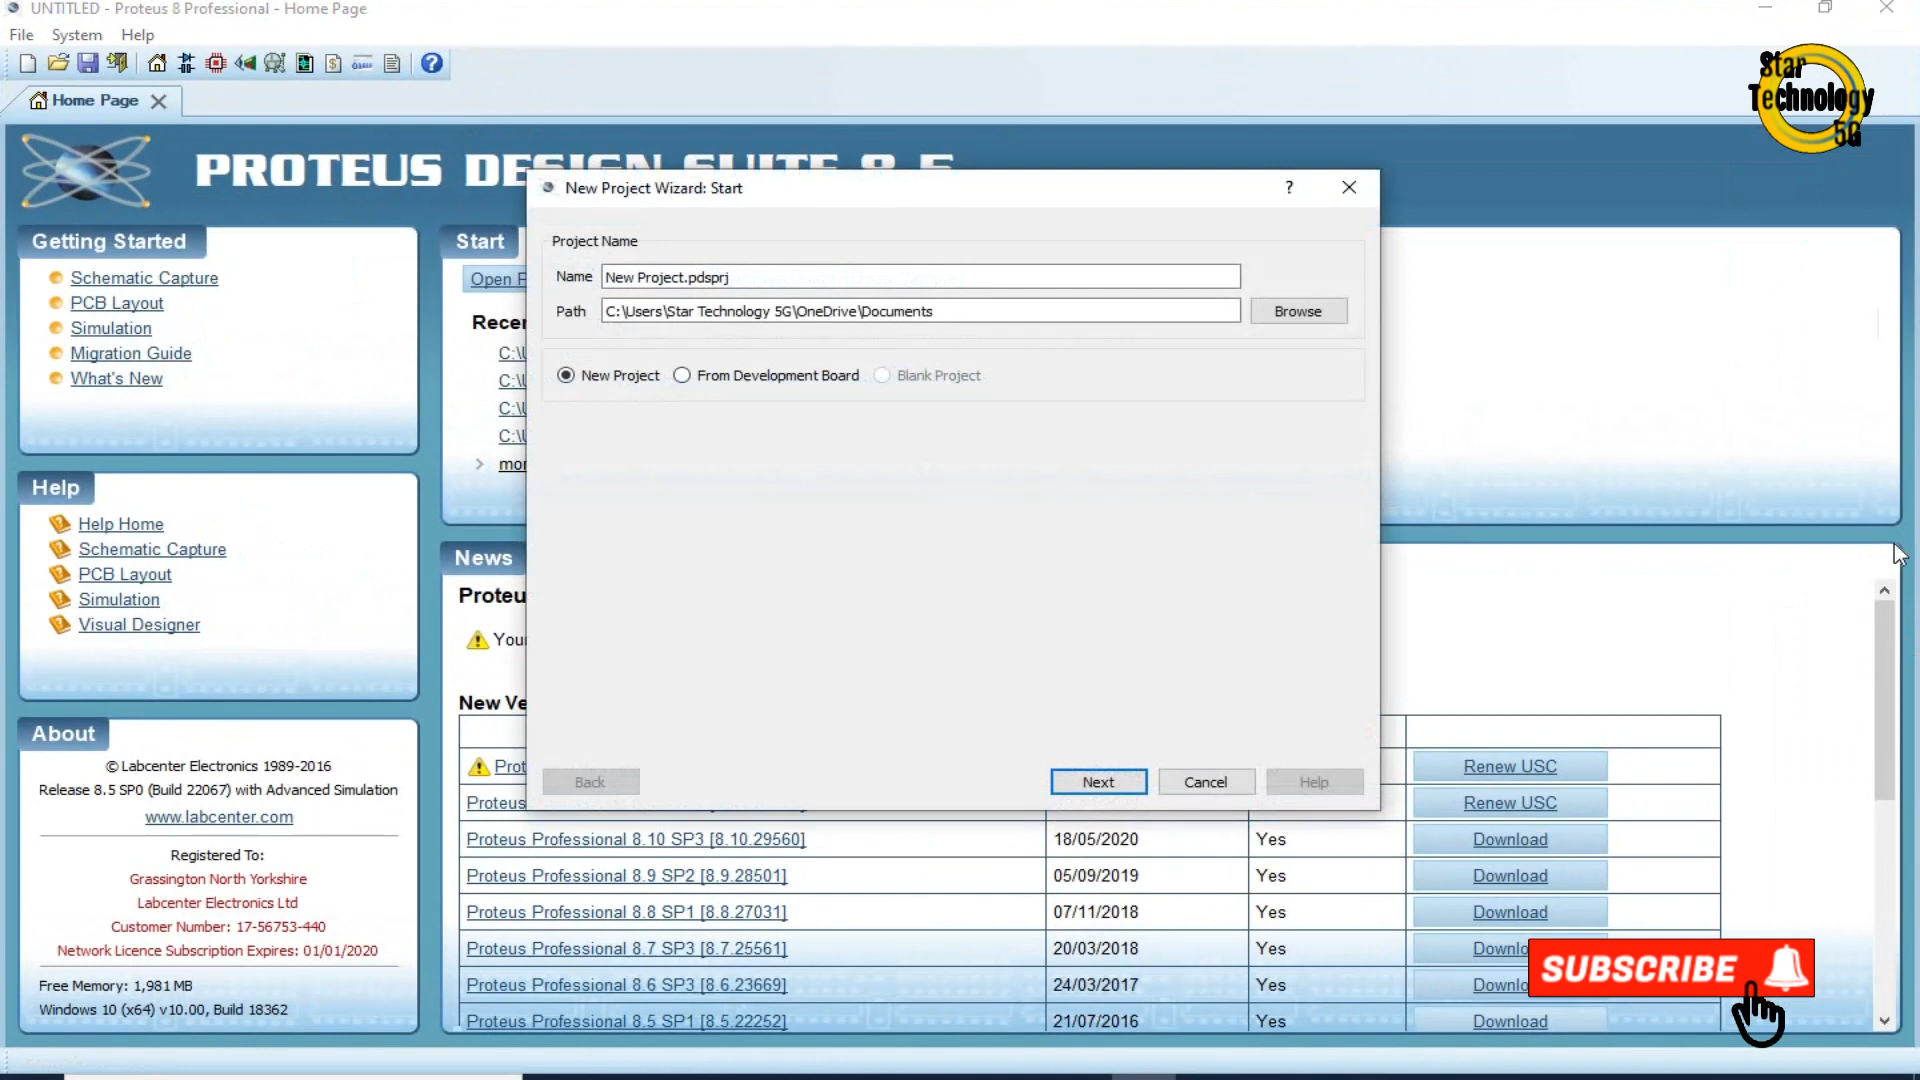 UNTITLED - Proteus 8 Professional - Home Page
File System Help
Home Page
Star
Technology
5G
PROTEUS DESIGN SUITE 8.5
New Project Wizard: Start
?
Project Name
Name New Project.pdsprj
Path C:\Users\Star Technology 5G\OneDrive\Documents Browse
New Project From Development Board Blank Project
Back Next Cancel Help
Getting Started
Schematic Capture
PCB Layout
Simulation
Migration Guide
What's New
Help
Help Home
Schematic Capture
PCB Layout
Simulation
Visual Designer
About
© Labcenter Electronics 1989-2016
Release 8.5 SP0 (Build 22067) with Advanced Simulation
www.labcenter.com
Registered To:
Grassington North Yorkshire
Labcenter Electronics Ltd
Customer Number: 17-56753-440
Network Licence Subscription Expires: 01/01/2020
Free Memory: 1,981 MB
Windows 10 (x64) v10.00, Build 18362
Start
Open
C:\
C:\
C:\
C:\
News
Renew USC
Proteus Renew USC
Proteus Professional 8.10 SP3 [8.10.29560] 18/05/2020 Yes Download
Proteus Professional 8.9 SP2 [8.9.28501] 05/09/2019 Yes Download
Proteus Professional 8.8 SP1 [8.8.27031] 07/11/2018 Yes Download
Proteus Professional 8.7 SP3 [8.7.25561] 20/03/2018 Yes
Proteus Professional 8.6 SP3 [8.6.23669] 24/03/2017 Yes
Proteus Professional 8.5 SP1 [8.5.22252] 21/07/2016 Yes Download
SUBSCRIBE